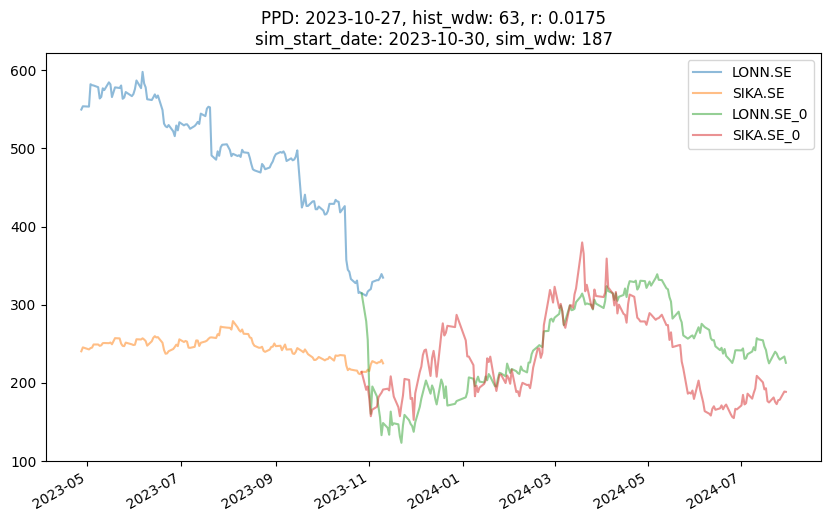 PPD: 2023-10-27, hist_wdw: 63, r: 0.0175
sim_start_date: 2023-10-30, sim_wdw: 187
LONN.SE
SIKA.SE
LONN.SE_0
SIKA.SE_0
600
500
400
300
200
100
2023-05
2023-07
2023-09
2023-11
2024-01
2024-03
2024-05
2024-07